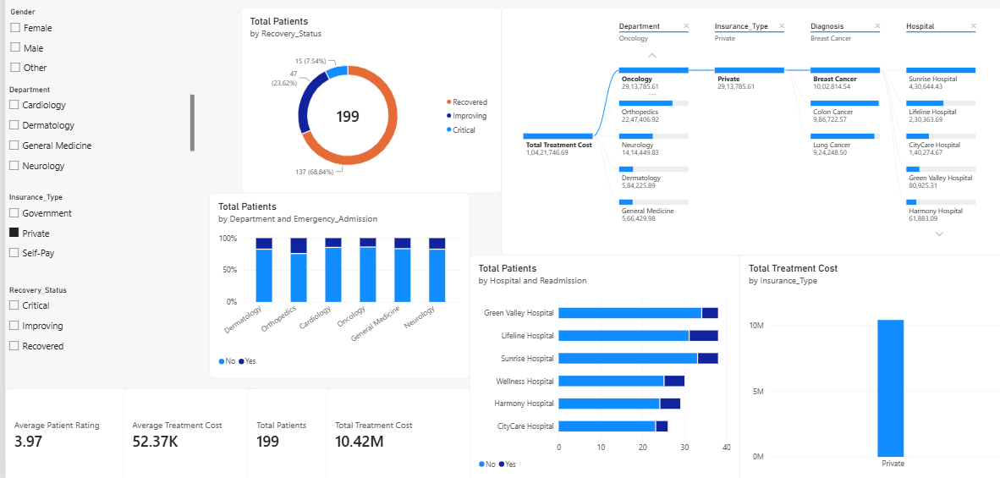 Gender
Female
Male
Other
Department
Cardiology
Dermatology
General Medicine
Neurology
Insurance_Type
Government
Private
Self-Pay
Recovery_Status
Critical
Improving
Recovered
Total Patients
by Recovery_Status
15 (7.54%)
47
(23.62%)
199
137 (68.84%)
Recovered
Improving
Critical
Department
Oncology
Insurance_Type
Private
Diagnosis
Breast Cancer
Hospital
Total Treatment Cost
1,04,21,746.69
Oncology
29,13,785.61
Orthopedics
22,47,406.92
Neurology
14,14,449.83
Dermatology
5,84,225.89
General Medicine
5,66,429.98
Private
29,13,785.61
Breast Cancer
10,02,814.54
Colon Cancer
9,86,722.57
Lung Cancer
9,24,248.50
Sunrise Hospital
4,30,644.43
Lifeline Hospital
2,30,363.69
CityCare Hospital
1,40,274.67
Green Valley Hospital
80,925.31
Harmony Hospital
61,883.09
Total Patients
by Department and Emergency_Admission
100%
50%
0%
Dermatology
Orthopedics
Cardiology
Oncology
General Medicine
Neurology
No Yes
Total Patients
by Hospital and Readmission
Green Valley Hospital
Lifeline Hospital
Sunrise Hospital
Wellness Hospital
Harmony Hospital
CityCare Hospital
0 10 20 30 40
No Yes
Total Treatment Cost
by Insurance_Type
10M
5M
0M
Private
Average Patient Rating
3.97
Average Treatment Cost
52.37K
Total Patients
199
Total Treatment Cost
10.42M